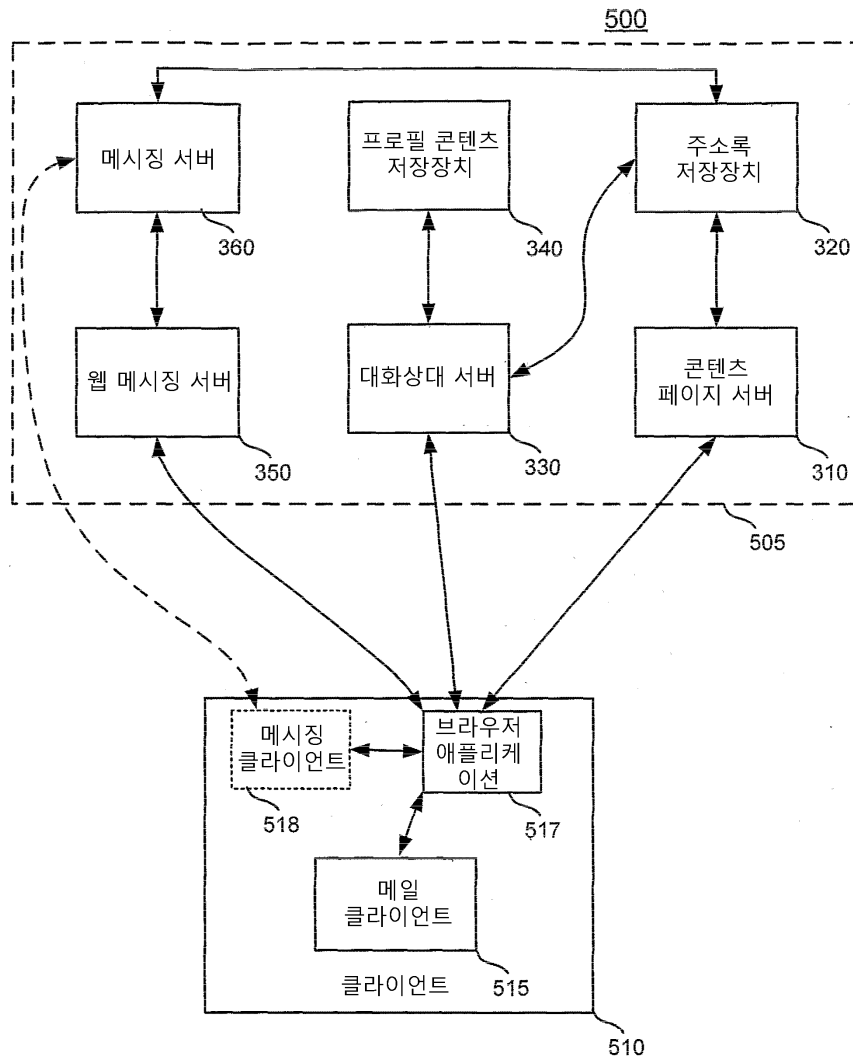 500
메시징 서버
360
프로필 콘텐츠
저장장치
340
주소록
저장장치
320
웹 메시징 서버
350
대화상대 서버
330
콘텐츠
페이지 서버
310
505
메시징
클라이언트
518
브라우저
애플리케
이션
517
메일
클라이언트
515
클라이언트
510